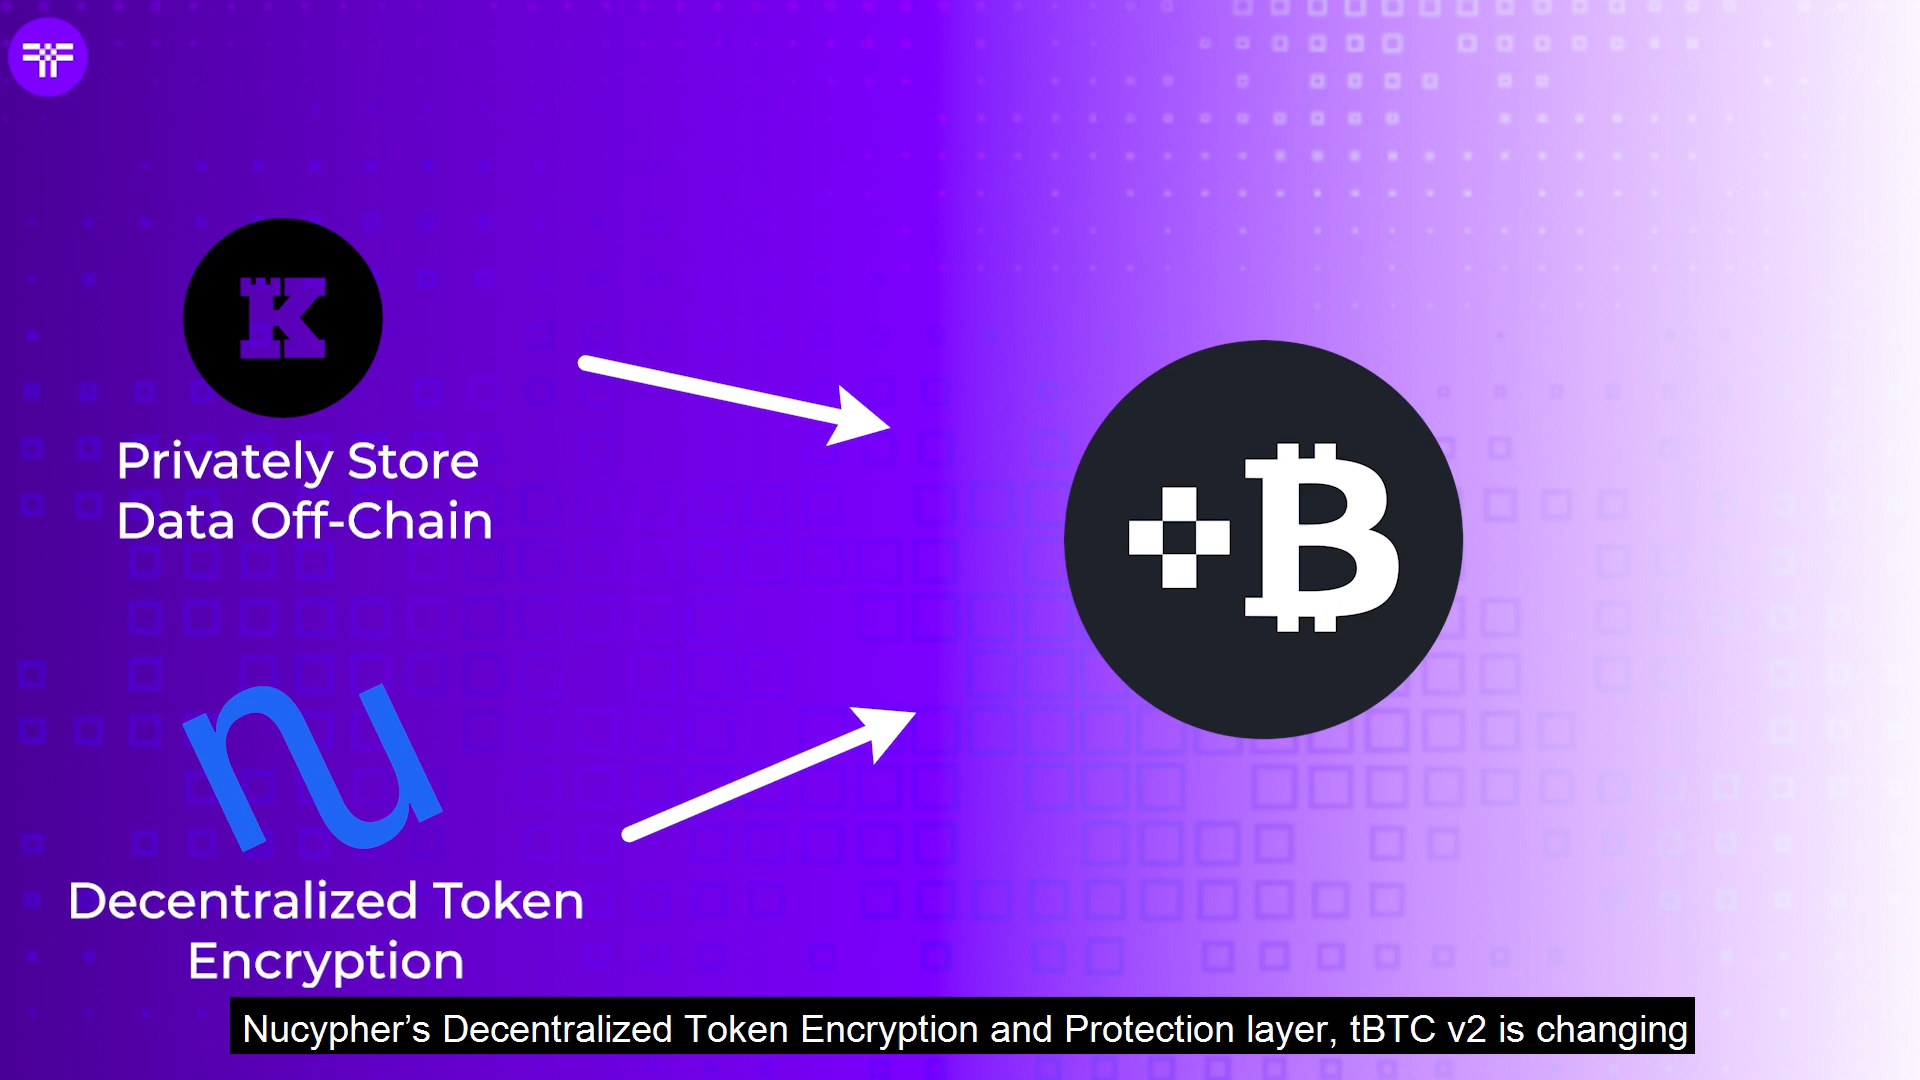 Privately Store
Data Off-Chain
Decentralized Token
Encryption
Nucypher’s Decentralized Token Encryption and Protection layer, tBTC v2 is changing